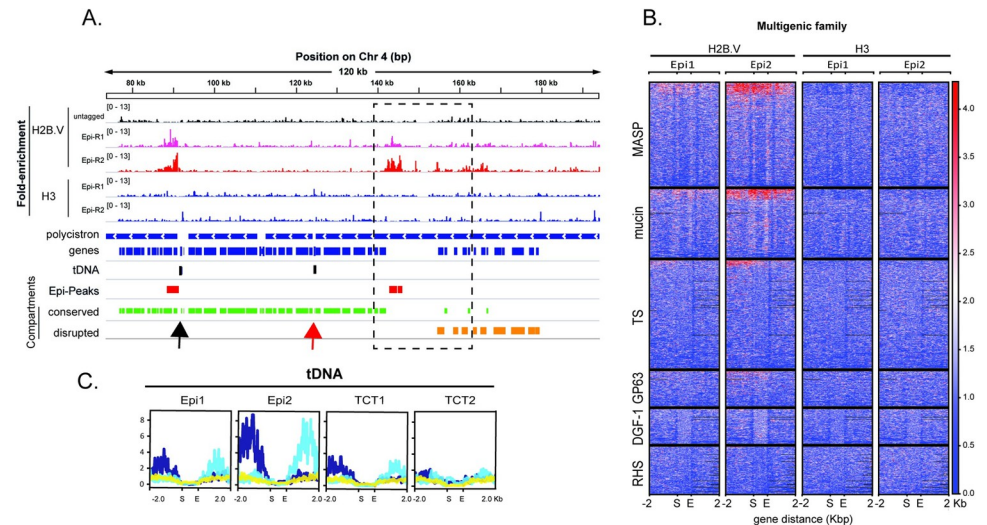 A.
Position on Chr 4 (bp)
120 kb
80 kb 100 kb 120 kb 140 kb 160 kb 180 kb
Fold-enrichment
H2B.V
untagged [0 - 13]
Epi-R1 [0 - 13]
Epi-R2 [0 - 13]
H3
Epi-R1 [0 - 13]
Epi-R2 [0 - 13]
polycistron
genes
tDNA
Epi-Peaks
Compartments
conserved
disrupted
B.
Multigenic family
H2B.V H3
Epi1 Epi2 Epi1 Epi2
MASP
mucin
TS
GP63
DGF-1
RHS
4.0
3.5
3.0
2.5
2.0
1.5
1.0
0.5
0.0
-2 S E 2 -2 S E 2 -2 S E 2 -2 S E 2 Kb
gene distance (Kbp)
C.
tDNA
Epi1 Epi2 TCT1 TCT2
8
6
4
2
0
-2.0 S E 2.0 -2.0 S E 2.0 -2.0 S E 2.0 -2.0 S E 2.0 Kb